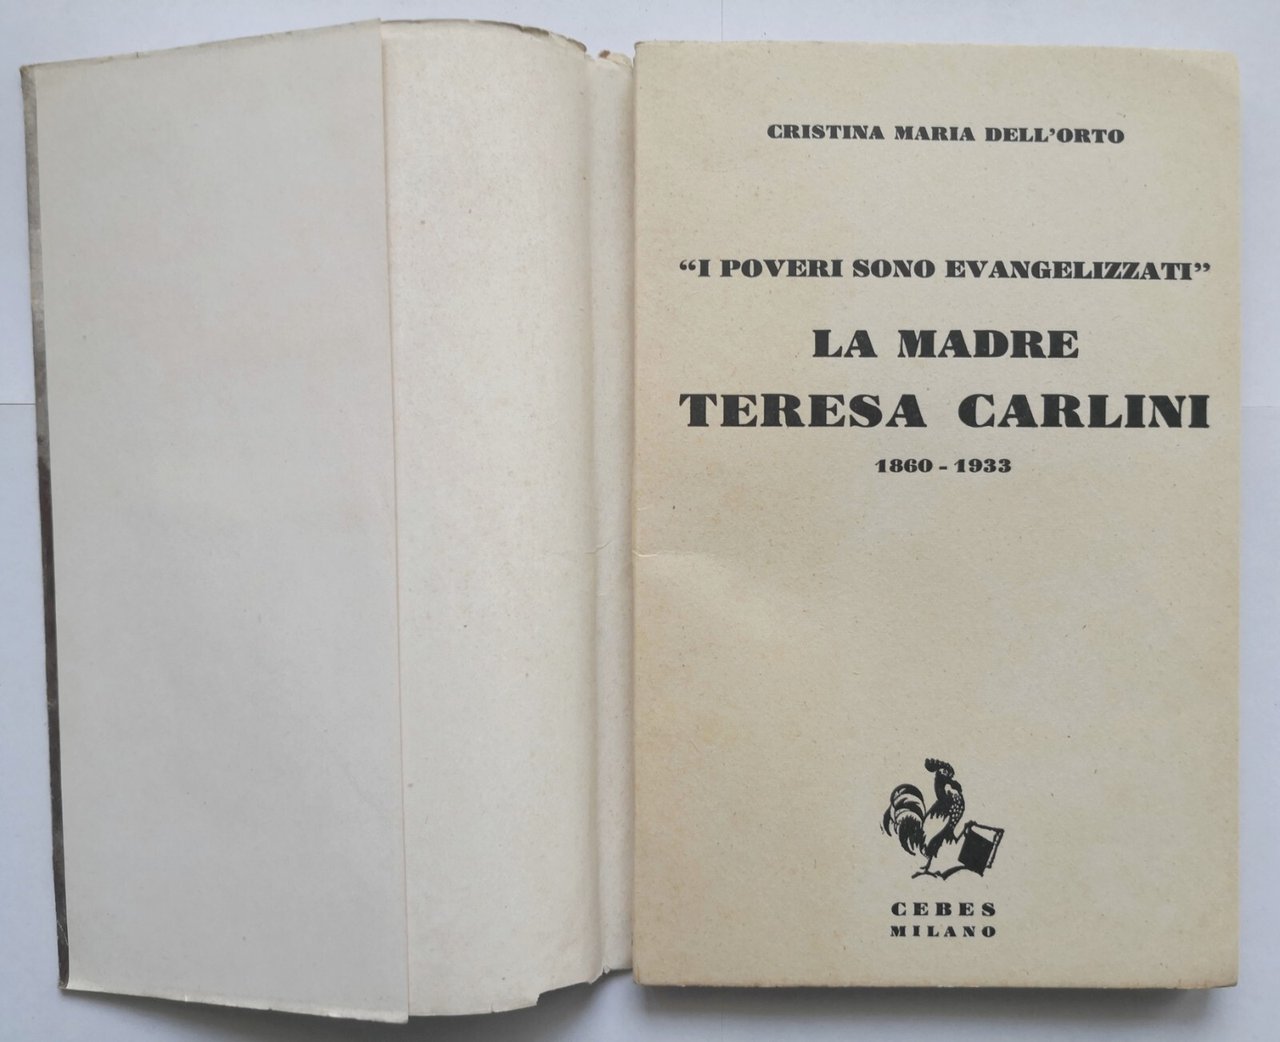 CRISTINA MARIA DELL'ORTO
“I POVERI SONO EVANGELIZZATI”
LA MADRE
TERESA CARLINI
1860 - 1933
CEBES
MILANO